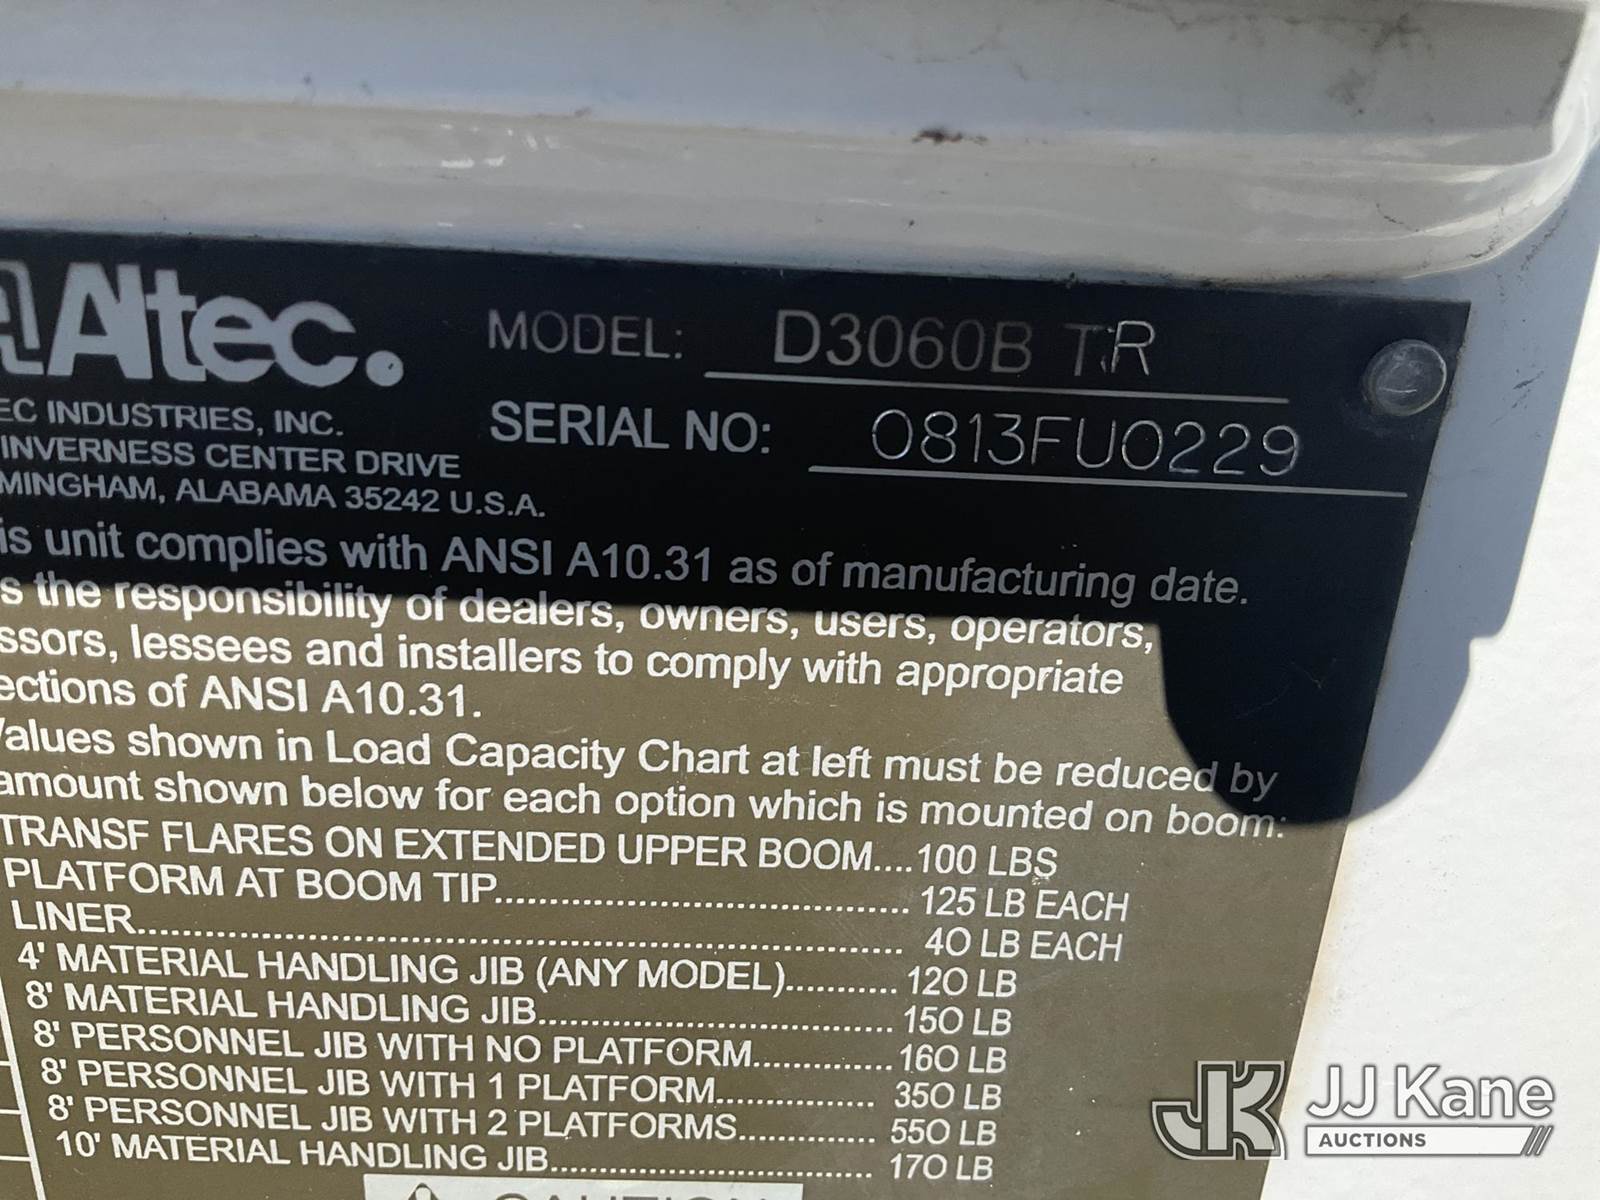 Altec.
MODEL: D3060B TR
SERIAL NO: 0813FU0229
INDUSTRIES, INC.
INVERNESS CENTER DRIVE
ALABAMA 35242 U.S.A.
unit complies with ANSI A10.31 as of manufacturing date.
the responsibility of dealers, owners, users, operators,
lessees and installers to comply with appropriate
of ANSI A10.31.
shown in Load Capacity Chart at left must be reduced by
amount shown below for each option which is mounted on boom:
TRANSF FLARES ON EXTENDED UPPER BOOM....100 LBS
PLATFORM AT BOOM TIP........................................ 125 LB EACH
LINER........................................................................... 40 LB EACH
4' MATERIAL HANDLING JIB (ANY MODEL)........... 120 LB
8' MATERIAL HANDLING JIB................................... 150 LB
8' PERSONNEL JIB WITH NO PLATFORM.............. 160 LB
8' PERSONNEL JIB WITH 1 PLATFORM................ 350 LB
8' PERSONNEL JIB WITH 2 PLATFORMS.............. 550 LB
10' MATERIAL HANDLING JIB................................. 170 LB
CAUTION
JK JJ Kane
AUCTIONS